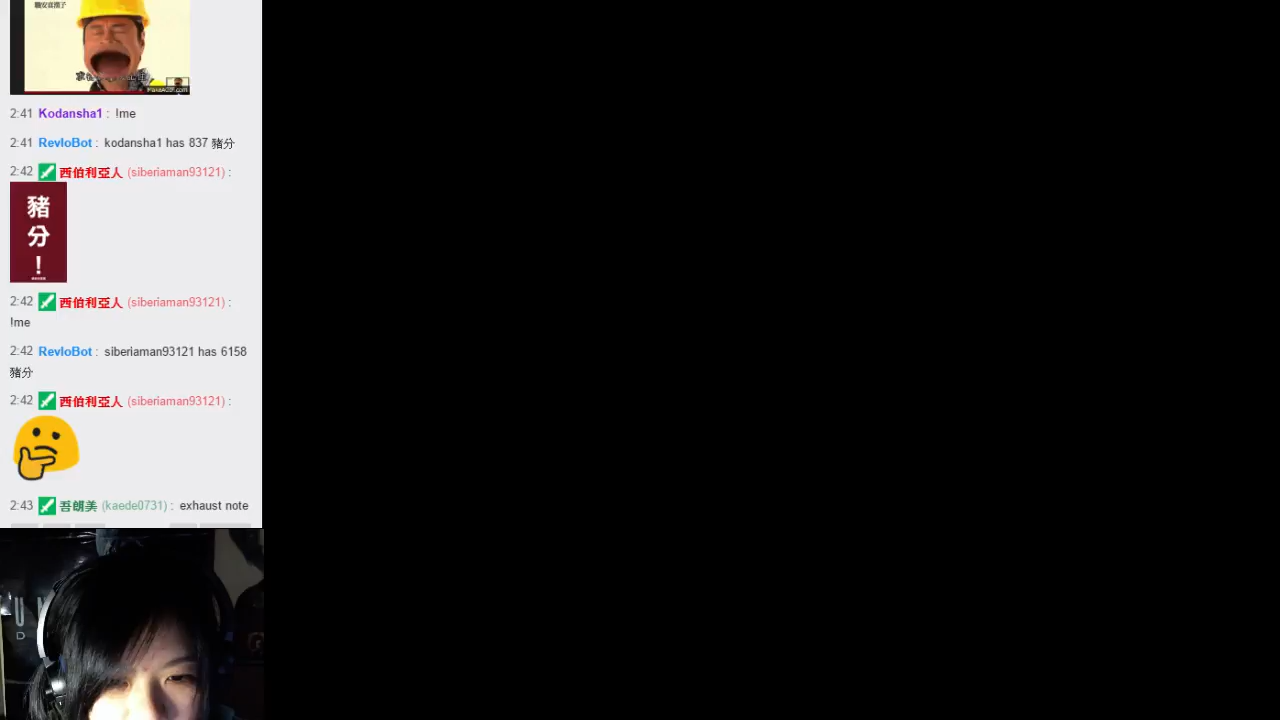 2:41 Kodansha1 : !me
2:41 RevloBot : kodansha1 has 837 豬分
2:42 西伯利亞人 (siberiaman93121) :
豬
分
!
2:42 西伯利亞人 (siberiaman93121) :
!me
2:42 RevloBot : siberiaman93121 has 6158
豬分
2:42 西伯利亞人 (siberiaman93121) :
2:43 吾朗美 (kaede0731) : exhaust note
U
D